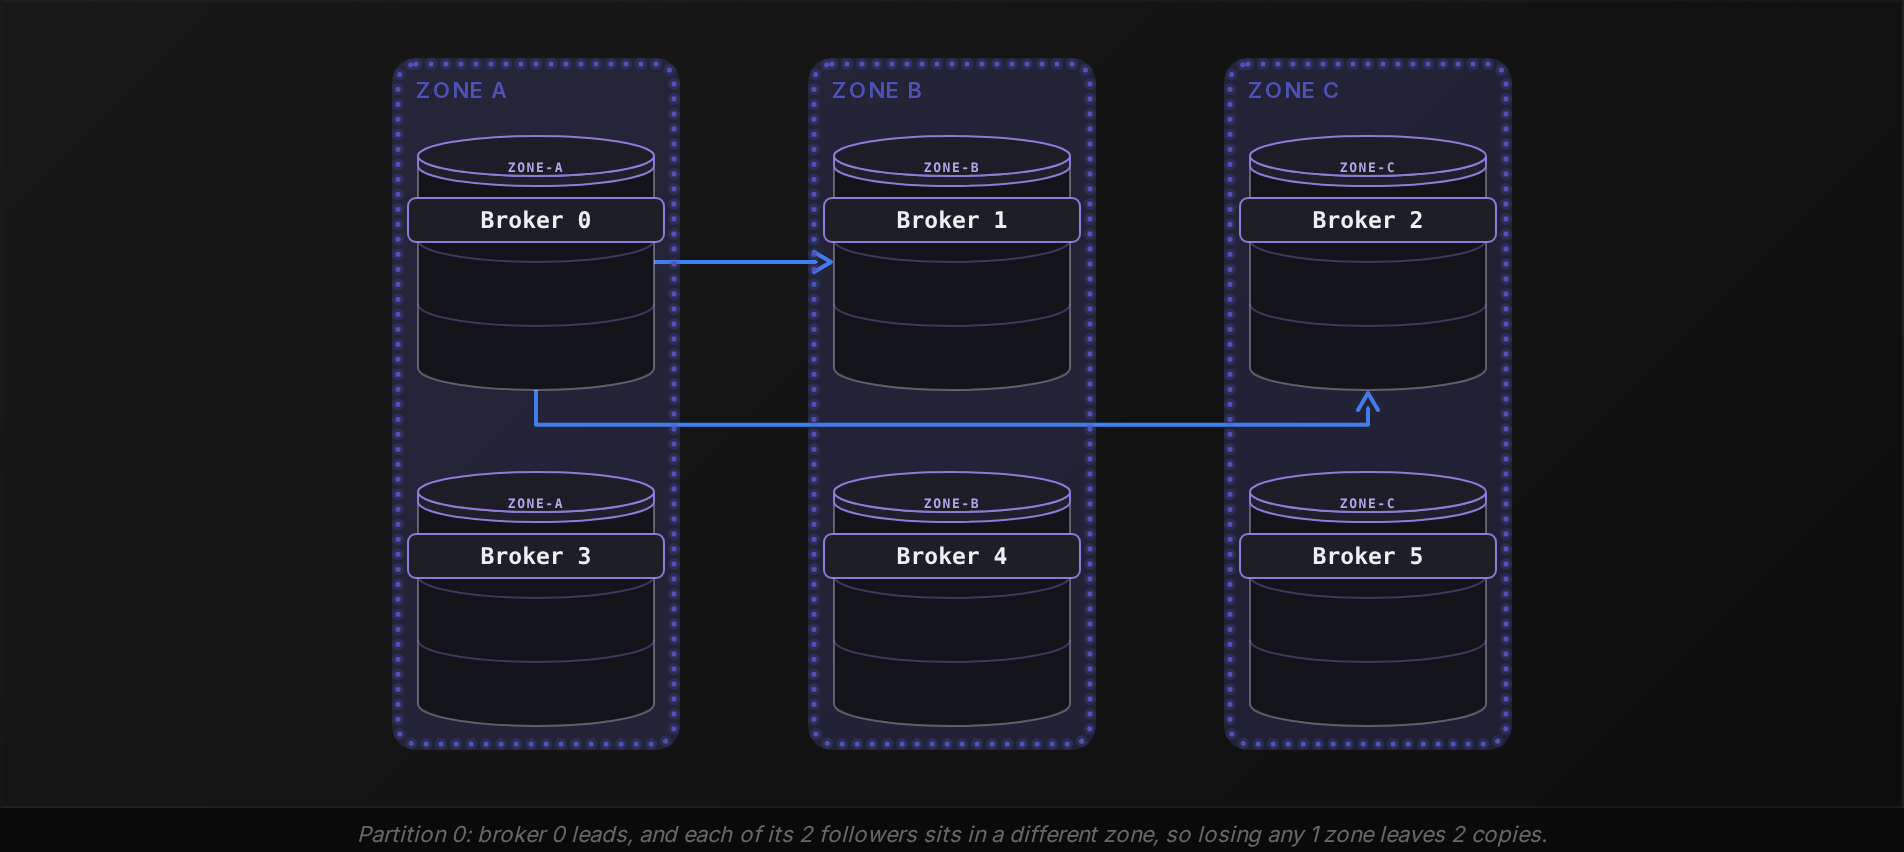 ZONE A
ZONE B
ZONE C
ZONE-A
ZONE-B
ZONE-C
Broker 0
Broker 1
Broker 2
ZONE-A
ZONE-B
ZONE-C
Broker 3
Broker 4
Broker 5
Partition 0: broker 0 leads, and each of its 2 followers sits in a different zone, so losing any 1 zone leaves 2 copies.